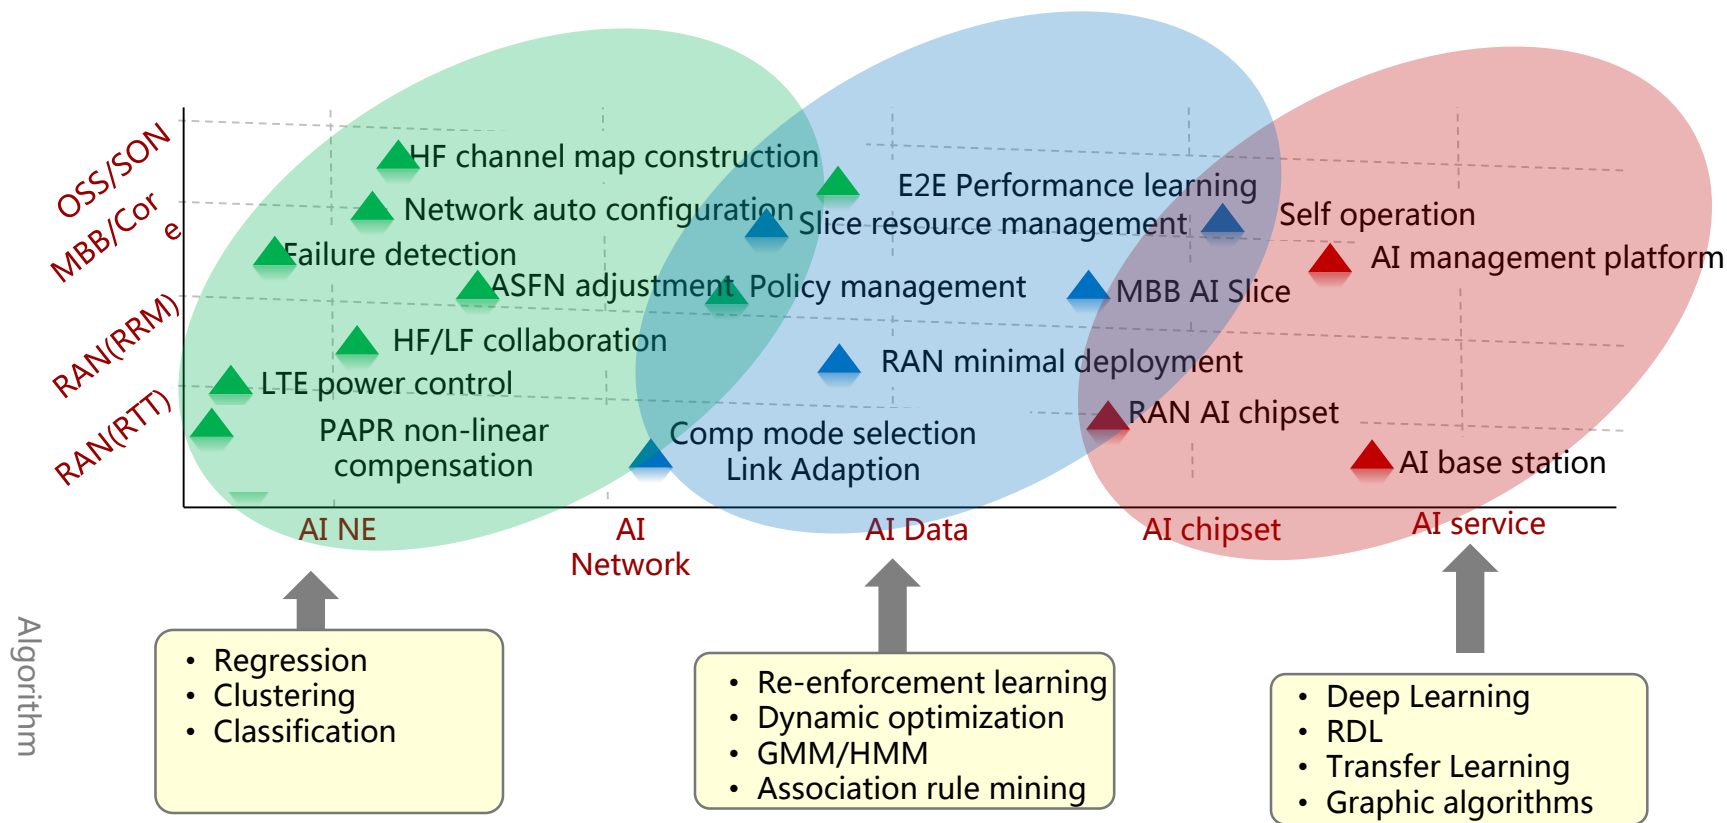 OSS/SON
MBB/Cor
e
RAN(RRM)
RAN(RTT)
HF channel map construction
Network auto configuration
Failure detection
ASFN adjustment
HF/LF collaboration
LTE power control
PAPR non-linear
compensation
E2E Performance learning
Slice resource management
Policy management
MBB AI Slice
RAN minimal deployment
Comp mode selection
Link Adaption
Self operation
AI management platform
RAN AI chipset
AI base station
AI NE
AI
Network
AI Data
AI chipset
AI service
Algorithm
• Regression
• Clustering
• Classification
• Re-enforcement learning
• Dynamic optimization
• GMM/HMM
• Association rule mining
• Deep Learning
• RDL
• Transfer Learning
• Graphic algorithms